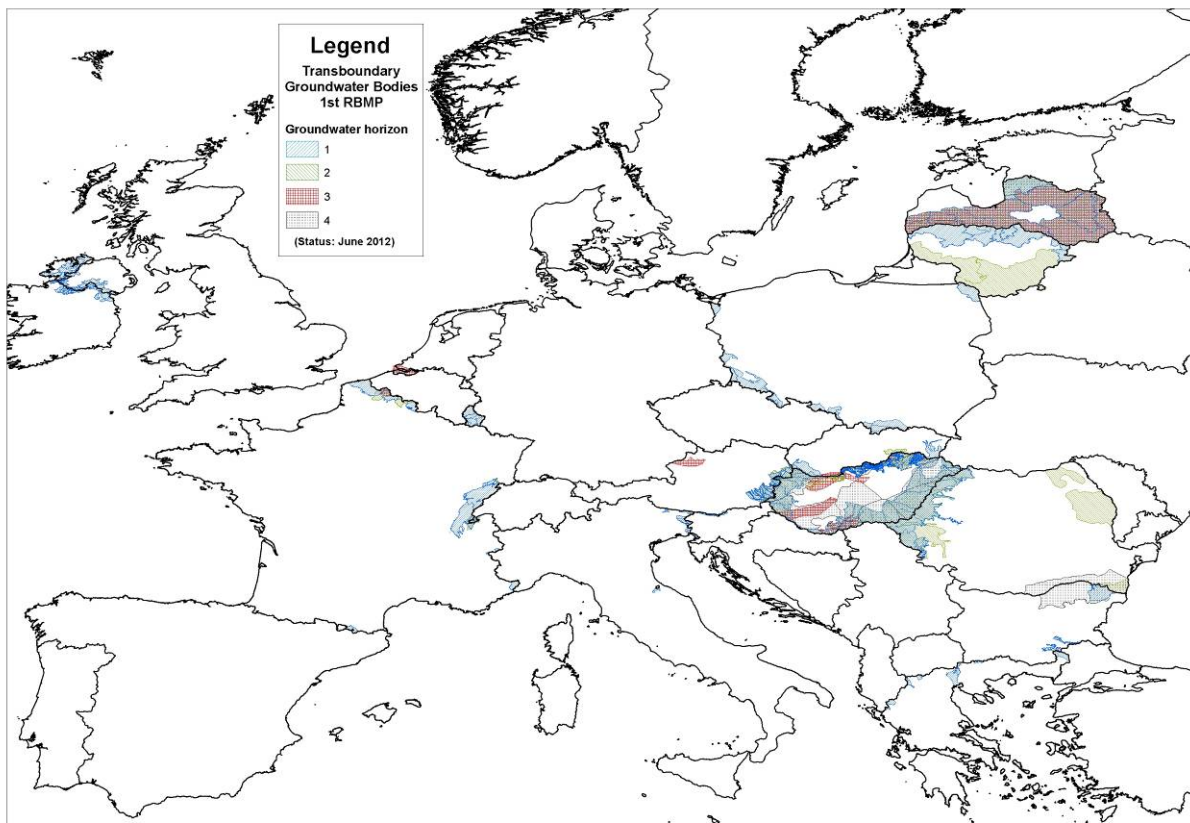 Legend
Transboundary
Groundwater Bodies
1st RBMP
Groundwater horizon
1
2
3
4
(Status: June 2012)